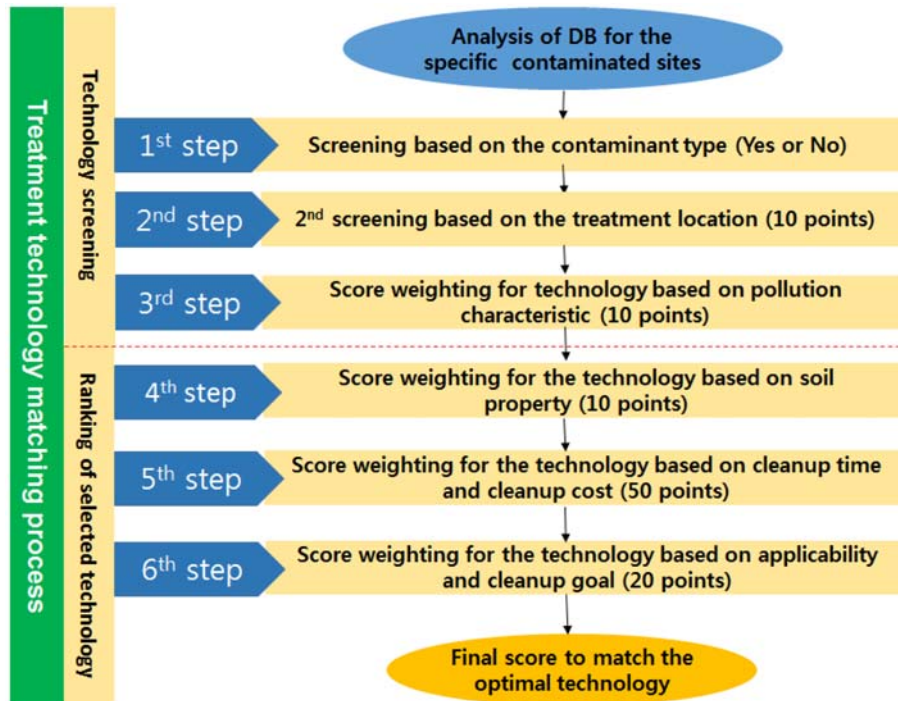 Treatment technology matching process
Technology screening
Ranking of selected technology
Analysis of DB for the
specific contaminated sites
1st step
Screening based on the contaminant type (Yes or No)
2nd step
2nd screening based on the treatment location (10 points)
3rd step
Score weighting for technology based on pollution
characteristic (10 points)
4th step
Score weighting for the technology based on soil
property (10 points)
5th step
Score weighting for the technology based on cleanup time
and cleanup cost (50 points)
6th step
Score weighting for the technology based on applicability
and cleanup goal (20 points)
Final score to match the
optimal technology